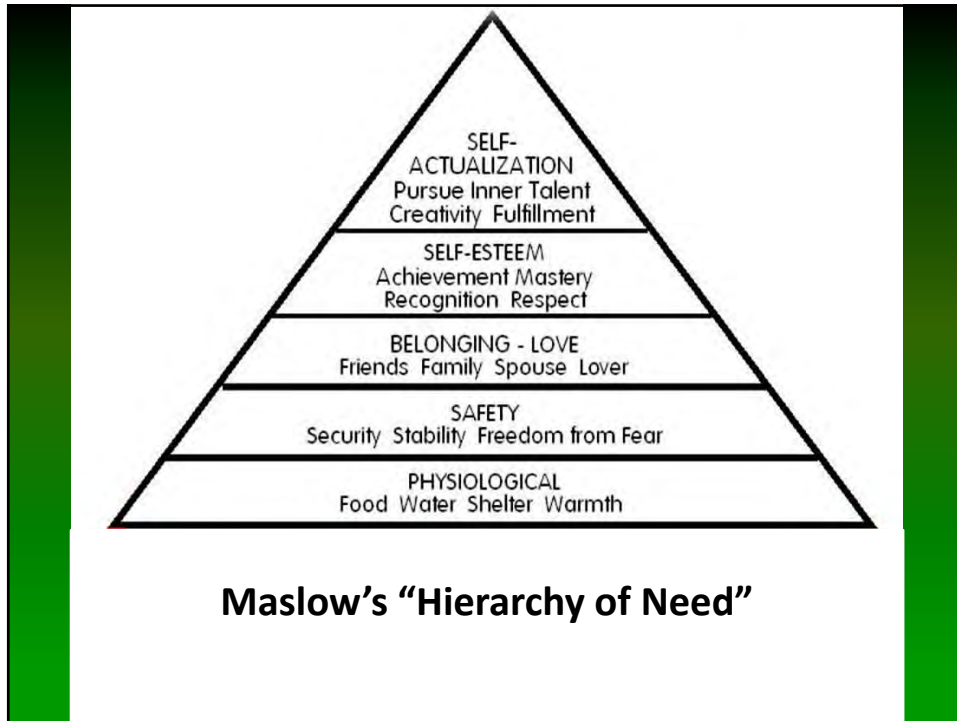 SELF-
ACTUALIZATION
Pursue Inner Talent
Creativity Fulfillment
SELF-ESTEEM
Achievement Mastery
Recognition Respect
BELONGING - LOVE
Friends Family Spouse Lover
SAFETY
Security Stability Freedom from Fear
PHYSIOLOGICAL
Food Water Shelter Warmth
Maslow’s “Hierarchy of Need”